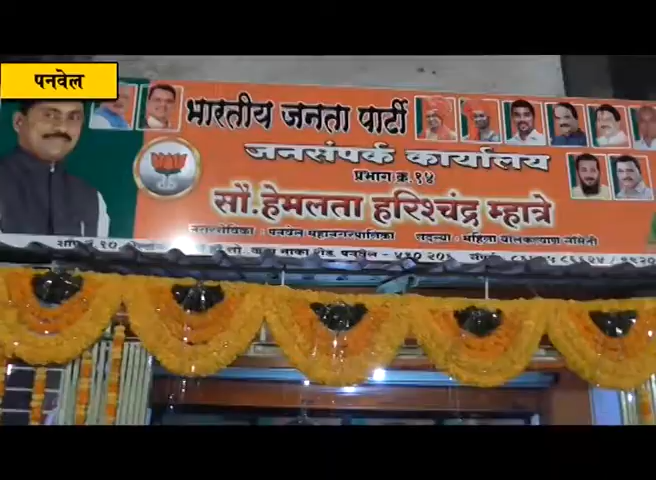 पनवेल
भारतीय जनता पार्टी
जनसंपर्क कार्यालय
प्रभाग क्र.१४
सौ.हेमलता हरिश्चंद्र म्हात्रे
नगरसेविका : पनवेल महानगरपालिका सदस्या : महिला बालकल्याण समिती